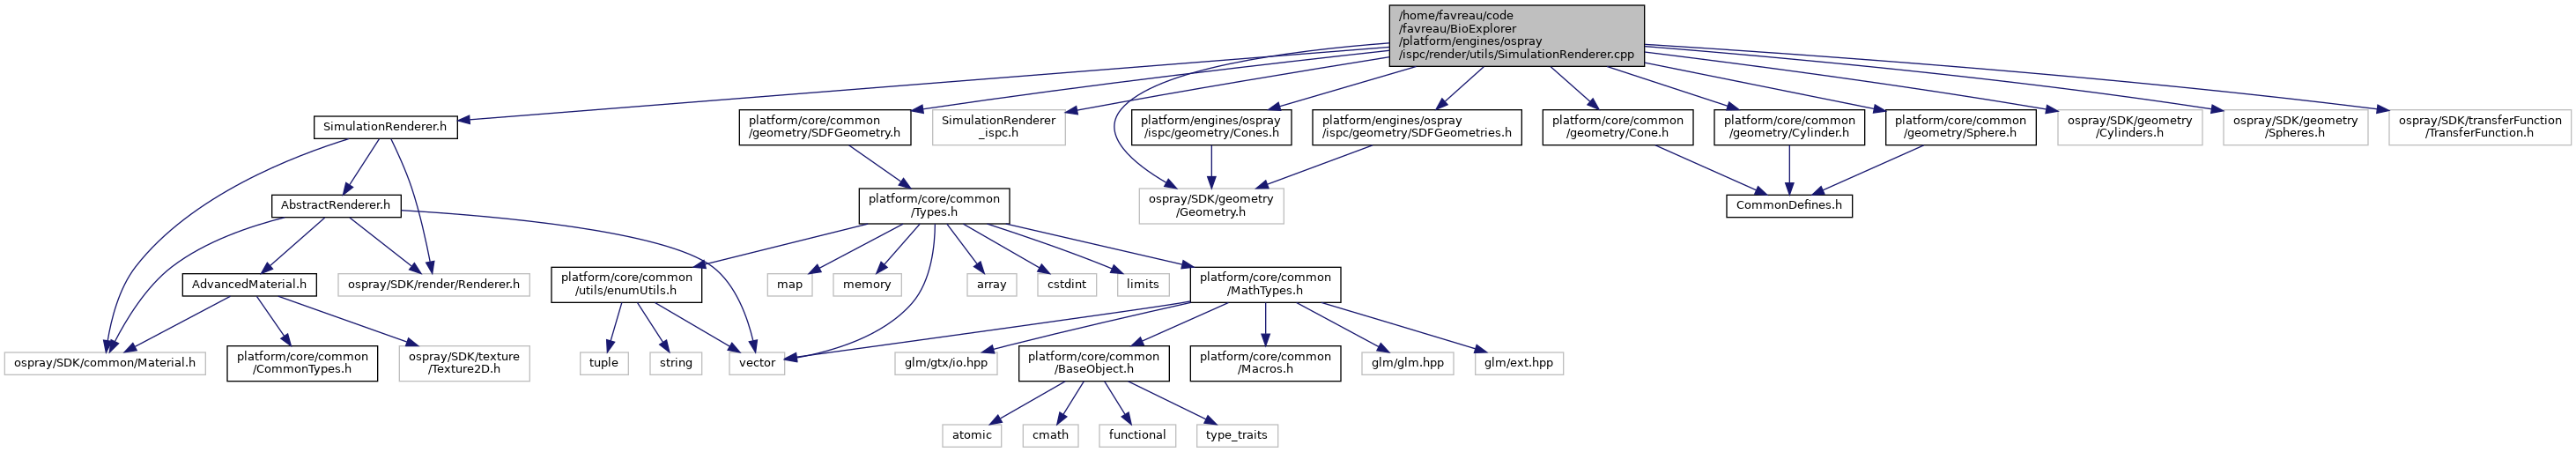 /home/favreau/code
/favreau/BioExplorer
/platform/engines/ospray
/ispc/render/utils/SimulationRenderer.cpp
SimulationRenderer.h
platform/core/common
/geometry/SDFGeometry.h
SimulationRenderer
_ispc.h
platform/engines/ospray
/ispc/geometry/Cones.h
platform/engines/ospray
/ispc/geometry/SDFGeometries.h
platform/core/common
/geometry/Cone.h
platform/core/common
/geometry/Cylinder.h
platform/core/common
/geometry/Sphere.h
ospray/SDK/geometry
/Cylinders.h
ospray/SDK/geometry
/Spheres.h
ospray/SDK/transferFunction
/TransferFunction.h
AbstractRenderer.h
platform/core/common
/Types.h
ospray/SDK/geometry
/Geometry.h
CommonDefines.h
AdvancedMaterial.h
ospray/SDK/render/Renderer.h
platform/core/common
/utils/enumUtils.h
map
memory
array
cstdint
limits
platform/core/common
/MathTypes.h
ospray/SDK/common/Material.h
platform/core/common
/CommonTypes.h
ospray/SDK/texture
/Texture2D.h
tuple
string
vector
glm/gtx/io.hpp
platform/core/common
/BaseObject.h
platform/core/common
/Macros.h
glm/glm.hpp
glm/ext.hpp
atomic
cmath
functional
type_traits